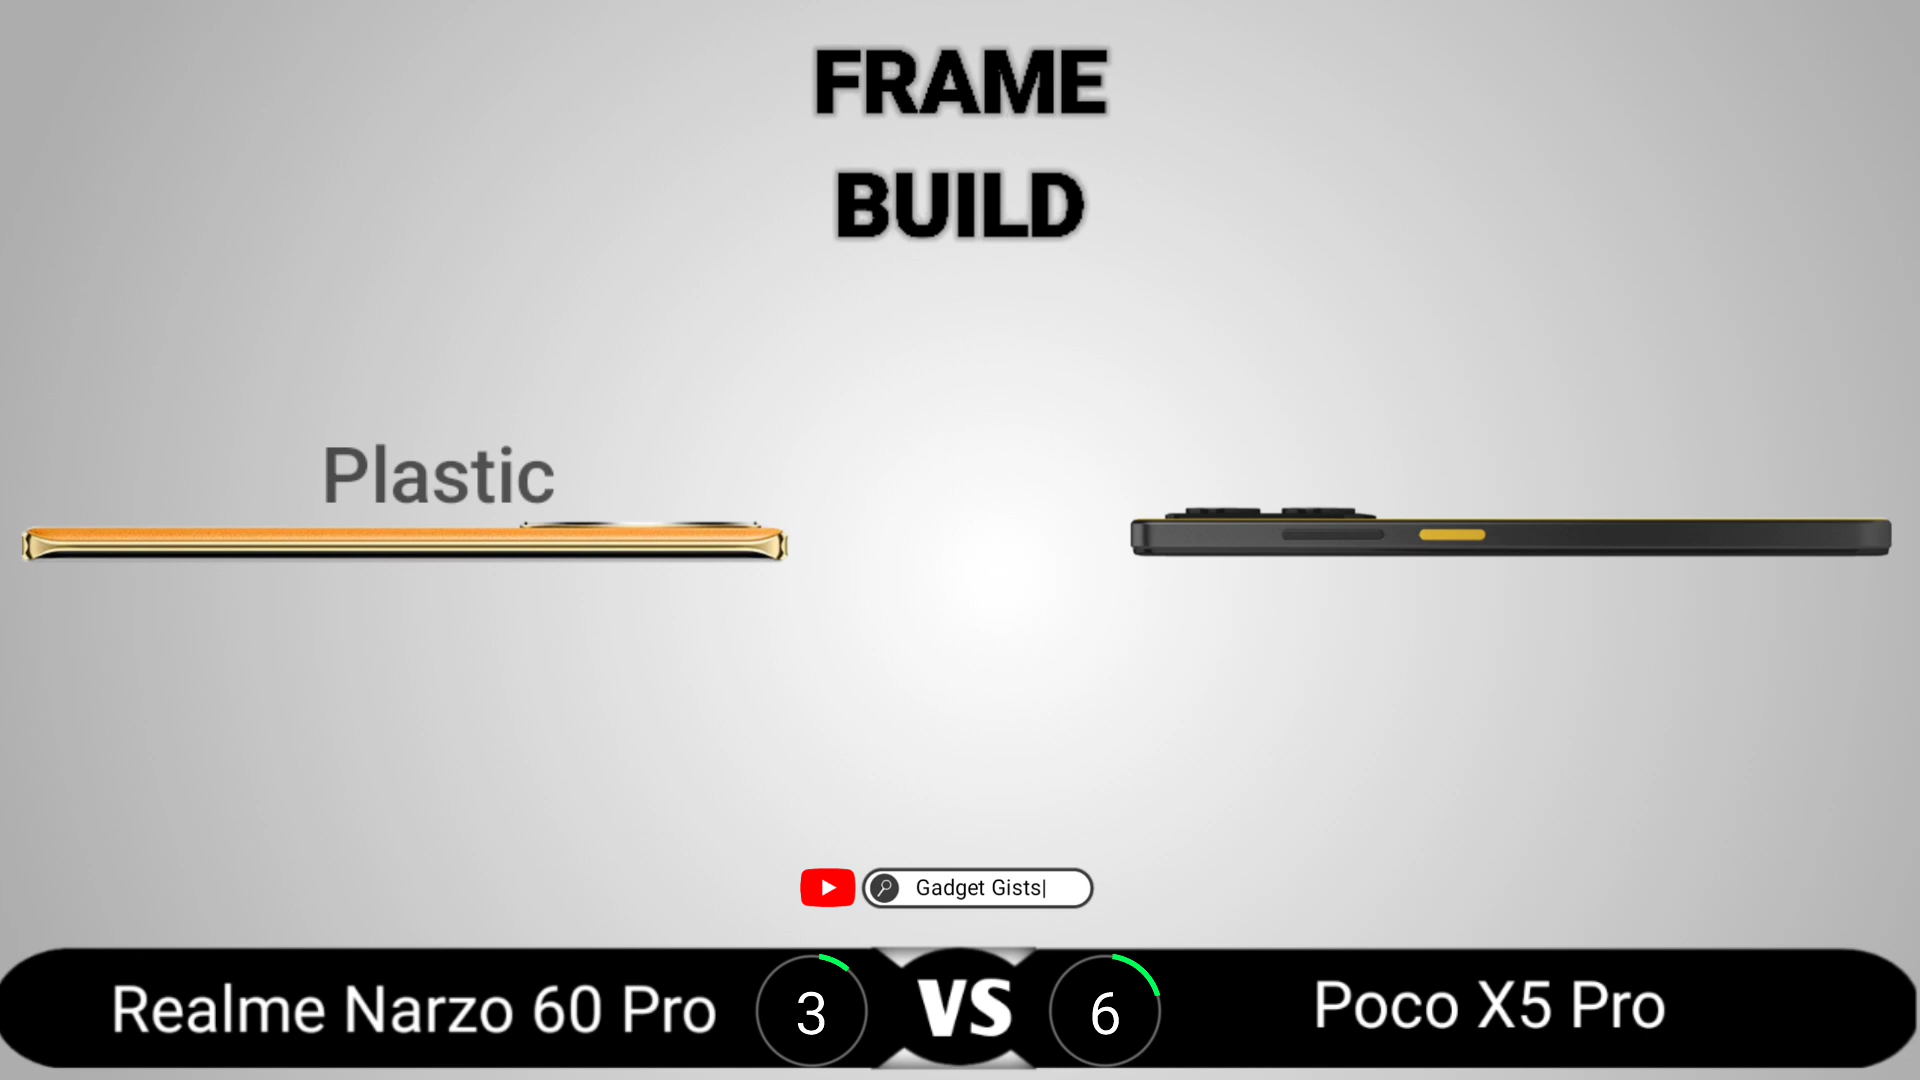 FRAME
BUILD
Plastic
Gadget Gists|
Realme Narzo 60 Pro 3 VS 6 Poco X5 Pro